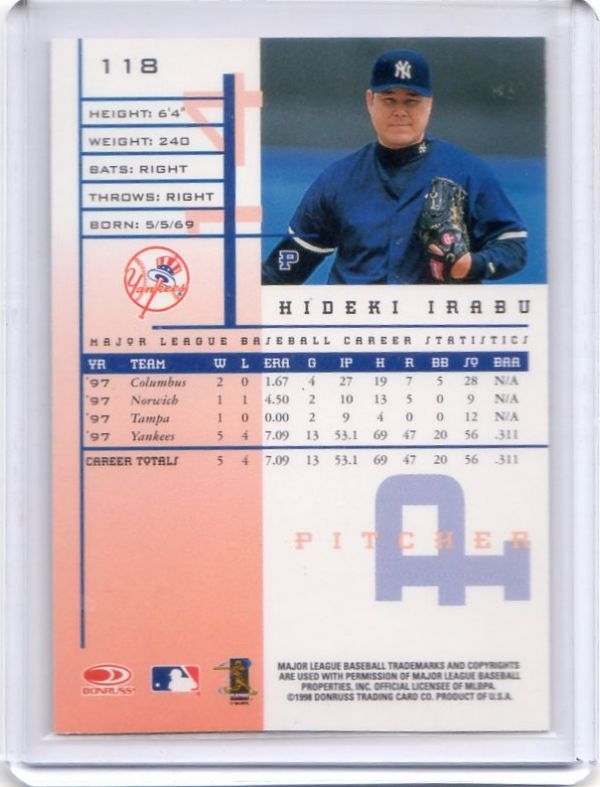 118
HEIGHT: 6'4"
WEIGHT: 240
BATS: RIGHT
THROWS: RIGHT
BORN: 5/5/69
NY
NY
P
Yankees
HIDEKI IRABU
MAJOR LEAGUE BASEBALL CAREER STATISTICS
YR TEAM W L ERA G IP H R BB SO BAA
'97 Columbus 2 0 1.67 4 27 19 7 5 28 N/A
'97 Norwich 1 1 4.50 2 10 13 5 0 9 N/A
'97 Tampa 1 0 0.00 2 9 4 0 0 12 N/A
'97 Yankees 5 4 7.09 13 53.1 69 47 20 56 .311
CAREER TOTALS 5 4 7.09 13 53.1 69 47 20 56 .311
P
PITCHER
DONRUSS
MAJOR LEAGUE BASEBALL TRADEMARKS AND COPYRIGHTS
ARE USED WITH PERMISSION OF MAJOR LEAGUE BASEBALL
PROPERTIES, INC. OFFICIAL LICENSEE OF MLBPA.
©1998 DONRUSS TRADING CARD CO. PRODUCT OF U.S.A.